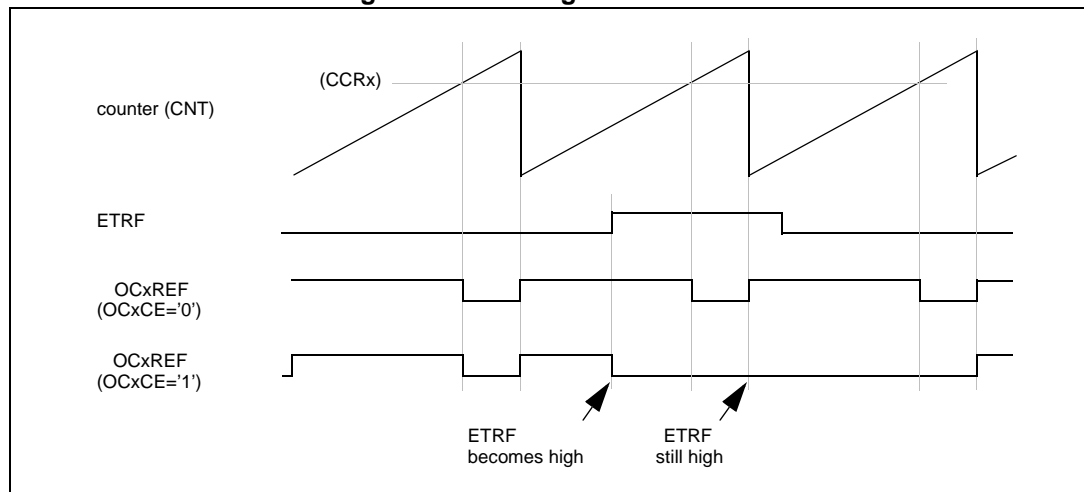 (CCRx)
counter (CNT)
ETRF
OCxREF
(OCxCE='0')
OCxREF
(OCxCE='1')
ETRF
becomes high
ETRF
still high